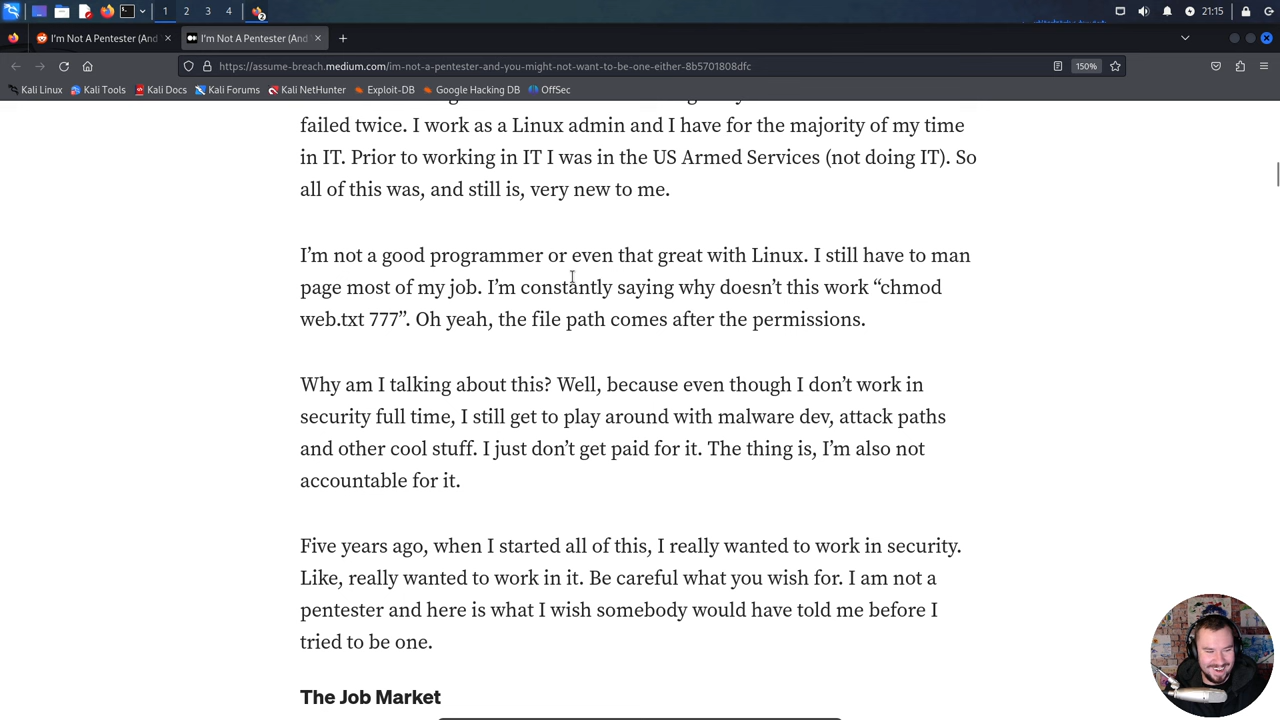 1
2
3
4
2
21:15
I'm Not A Pentester (And
I'm Not A Pentester (And
https://assume-breach.medium.com/im-not-a-pentester-and-you-might-not-want-to-be-one-either-8b5701808dfc
150%
Kali Linux
Kali Tools
Kali Docs
Kali Forums
Kali NetHunter
Exploit-DB
Google Hacking DB
OffSec
failed twice. I work as a Linux admin and I have for the majority of my time
in IT. Prior to working in IT I was in the US Armed Services (not doing IT). So
all of this was, and still is, very new to me.
I'm not a good programmer or even that great with Linux. I still have to man
page most of my job. I'm constantly saying why doesn't this work “chmod
web.txt 777”. Oh yeah, the file path comes after the permissions.
Why am I talking about this? Well, because even though I don't work in
security full time, I still get to play around with malware dev, attack paths
and other cool stuff. I just don't get paid for it. The thing is, I'm also not
accountable for it.
Five years ago, when I started all of this, I really wanted to work in security.
Like, really wanted to work in it. Be careful what you wish for. I am not a
pentester and here is what I wish somebody would have told me before I
tried to be one.
The Job Market